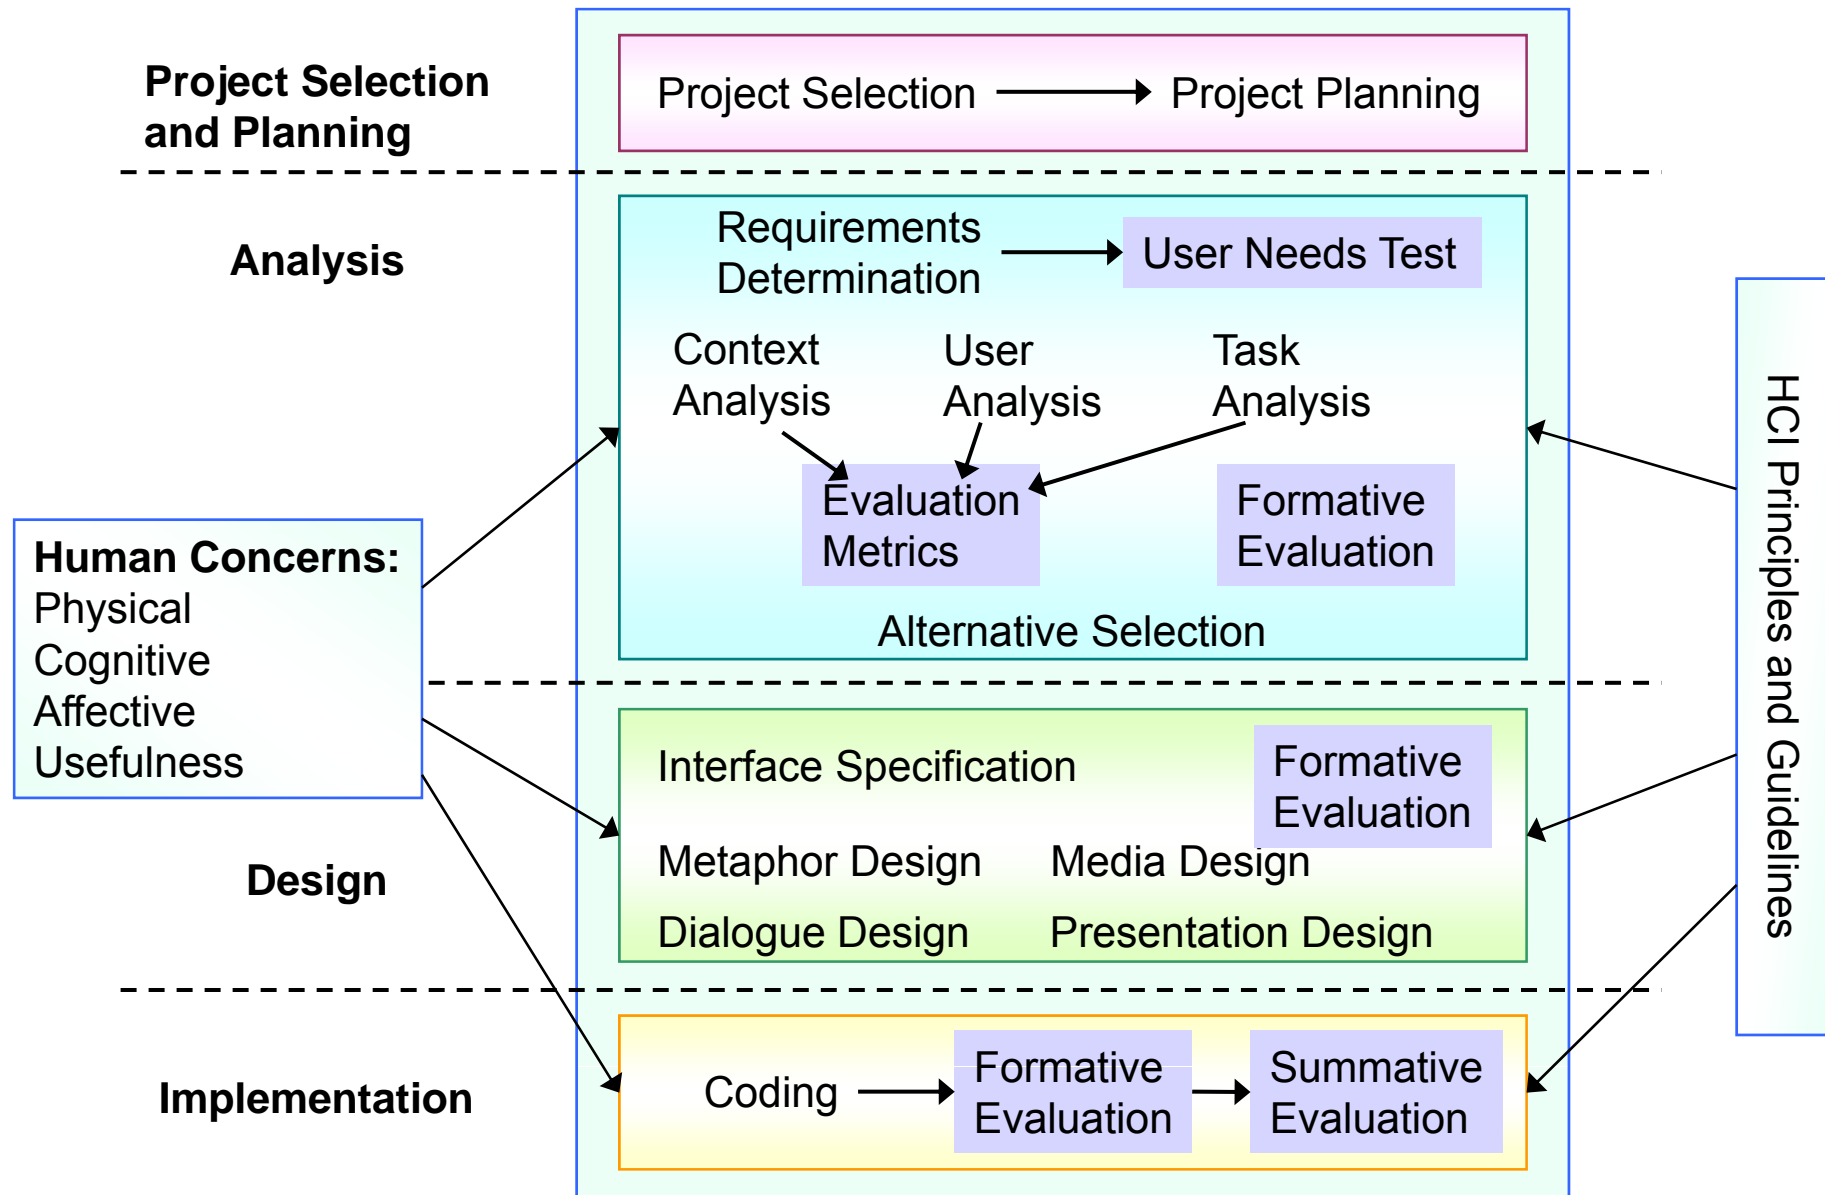 Project Selection
and Planning
Project Selection
Project Planning
Analysis
Requirements
Determination
User Needs Test
Context
Analysis
User
Analysis
Task
Analysis
Evaluation
Metrics
Formative
Evaluation
Alternative Selection
Human Concerns:
Physical
Cognitive
Affective
Usefulness
HCI Principles and Guidelines
Design
Interface Specification
Formative
Evaluation
Metaphor Design
Media Design
Dialogue Design
Presentation Design
Implementation
Coding
Formative
Evaluation
Summative
Evaluation